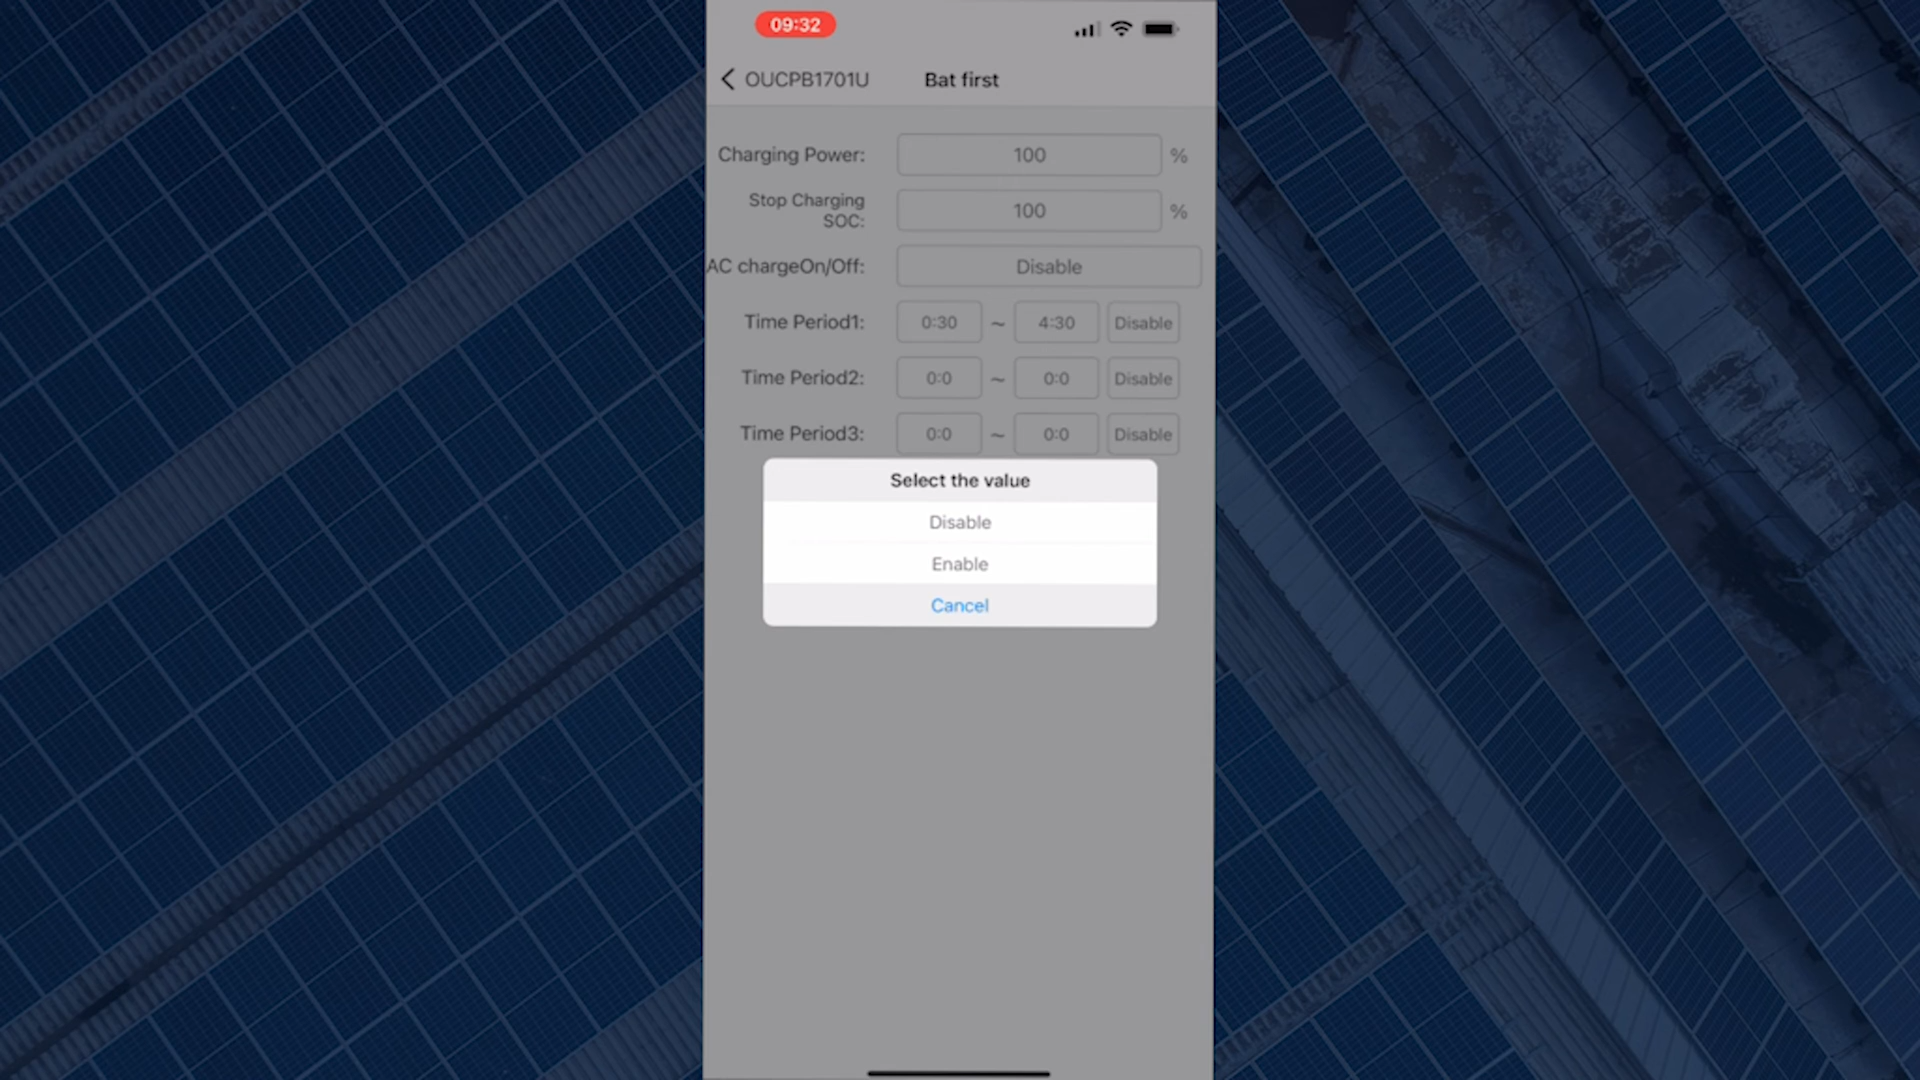 09:32
OUCPB1701U Bat first
Charging Power: 100 %
Stop Charging
SOC: 100 %
AC chargeOn/Off: Disable
Time Period1: 0:30 ~ 4:30 Disable
Time Period2: 0:0 ~ 0:0 Disable
Time Period3: 0:0 ~ 0:0 Disable
Select the value
Disable
Enable
Cancel